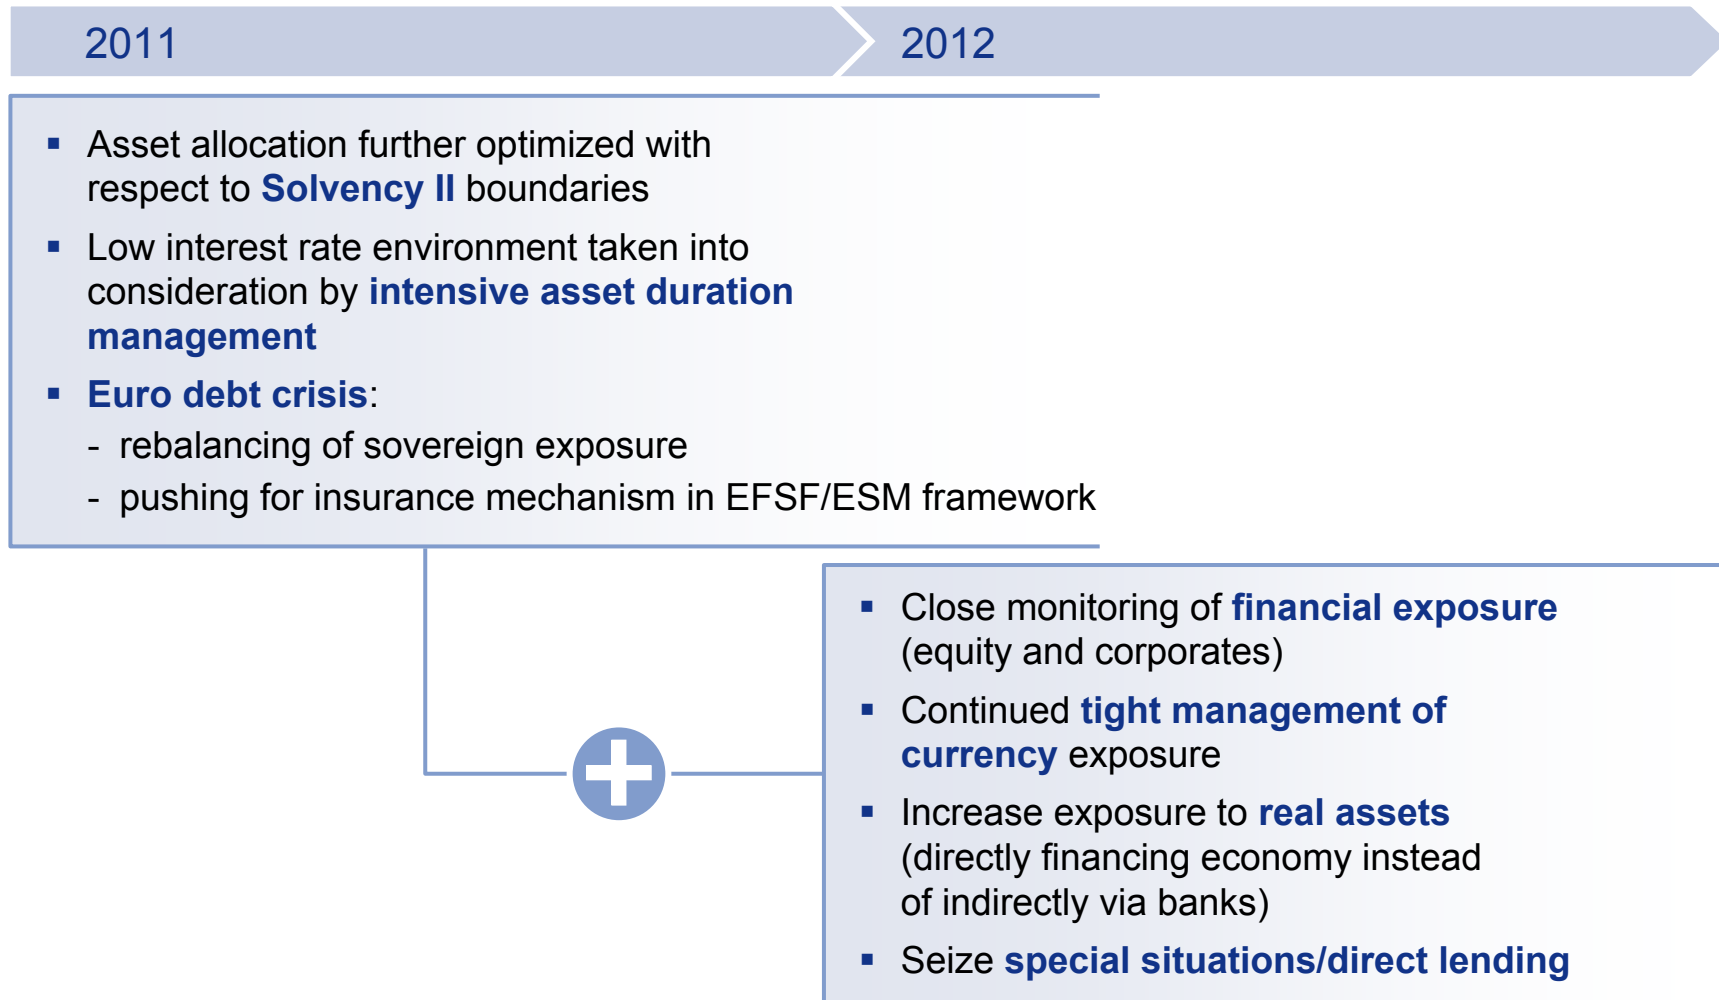 2011
2012
▪ Asset allocation further optimized with
respect to Solvency II boundaries
▪ Low interest rate environment taken into
consideration by intensive asset duration
management
▪ Euro debt crisis:
- rebalancing of sovereign exposure
- pushing for insurance mechanism in EFSF/ESM framework
▪ Close monitoring of financial exposure
(equity and corporates)
▪ Continued tight management of
currency exposure
▪ Increase exposure to real assets
(directly financing economy instead
of indirectly via banks)
▪ Seize special situations/direct lending